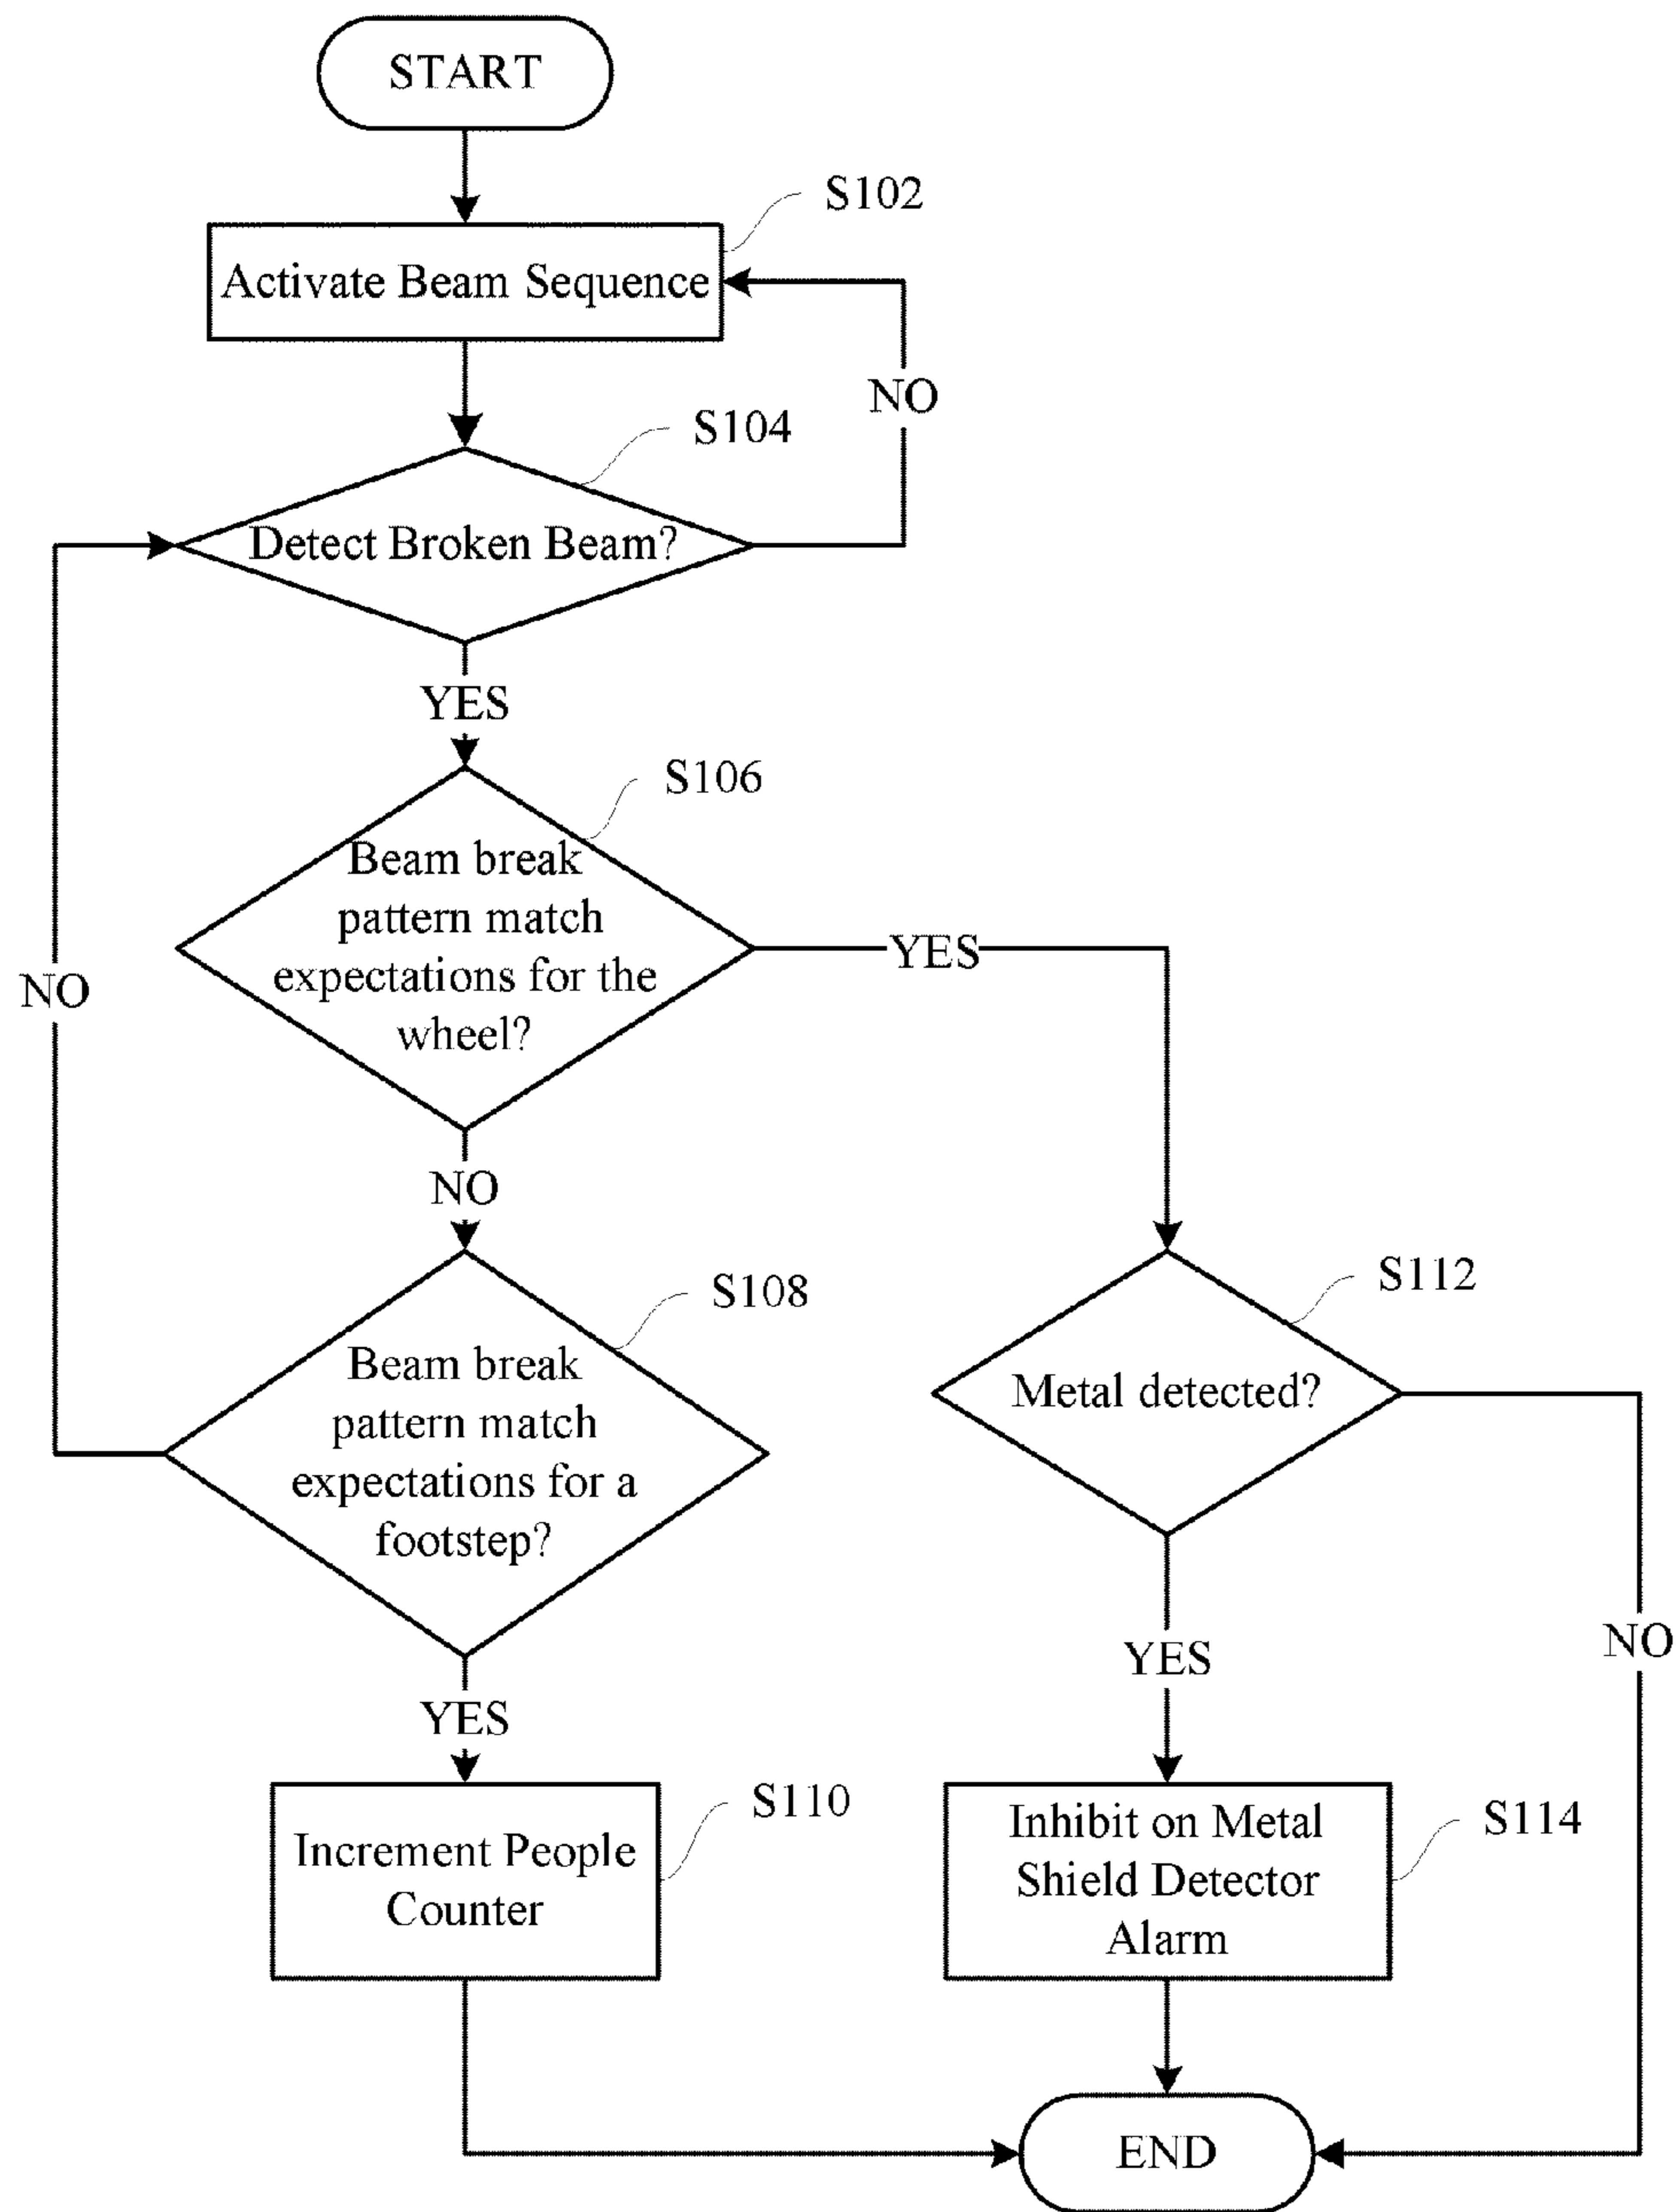 START
S102
Activate Beam Sequence
NO
S104
Detect Broken Beam?
YES
S106
Beam break
pattern match
expectations for the
wheel?
YES
NO
NO
S108
Beam break
pattern match
expectations for a
footstep?
S112
Metal detected?
YES
NO
YES
S110
Increment People
Counter
S114
Inhibit on Metal
Shield Detector
Alarm
END